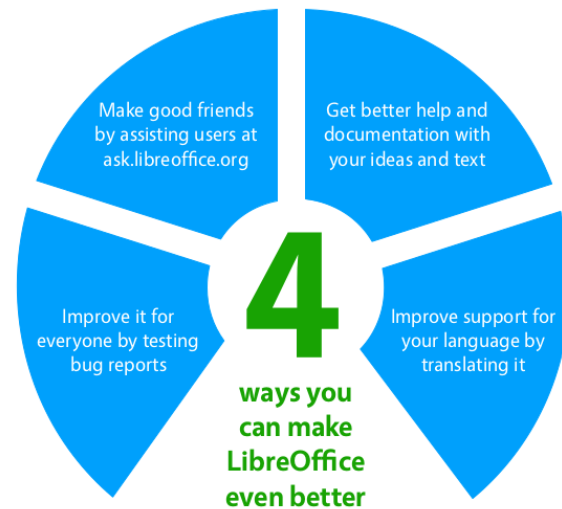 Make good friends
by assisting users at
ask.libreoffice.org
Get better help and
documentation with
your ideas and text
Improve it for
everyone by testing
bug reports
Improve support for
your language by
translating it
4
ways you
can make
LibreOffice
even better